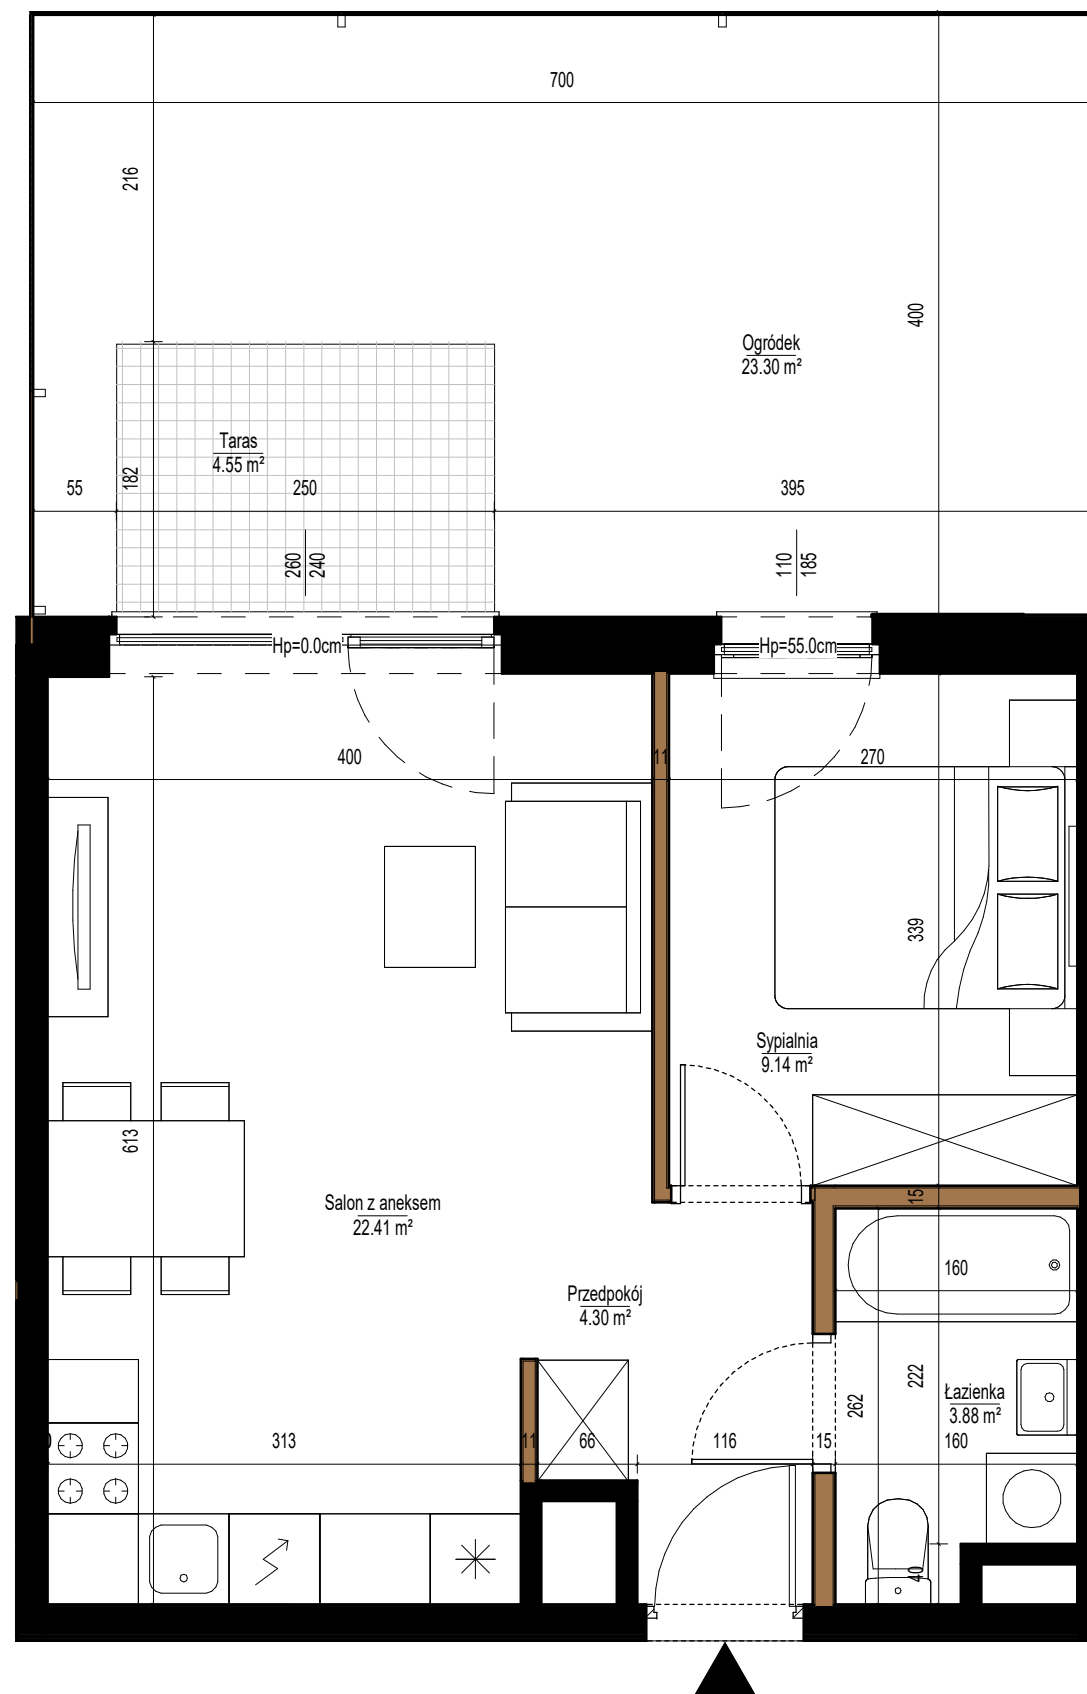 700
216
400
Ogródek
23.30 m²
Taras
4.55 m²
182
55
250
395
260
240
110
185
Hp=0.0cm
Hp=55.0cm
400
11
270
339
Sypialnia
9.14 m²
613
15
Salon z aneksem
22.41 m²
160
Przedpokój
4.30 m²
222
262
Łazienka
3.88 m²
313
11
66
116
15
160
40